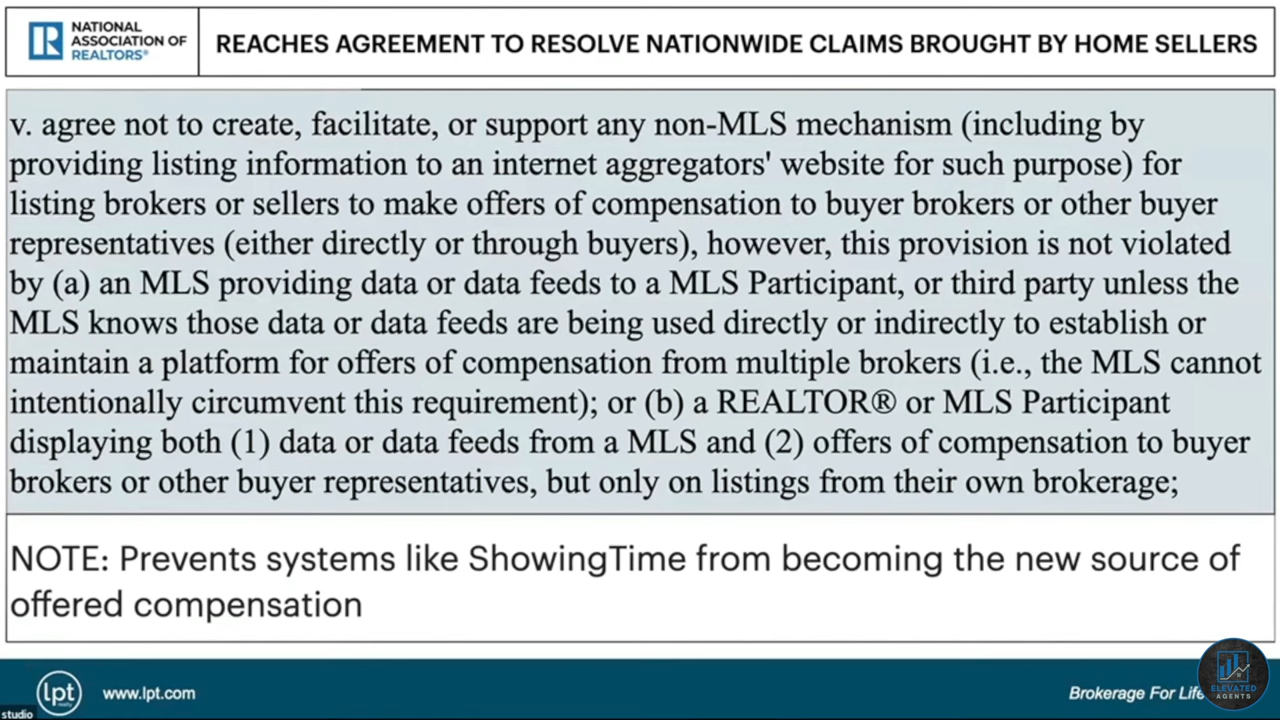 NATIONAL
ASSOCIATION OF
REALTORS®
REACHES AGREEMENT TO RESOLVE NATIONWIDE CLAIMS BROUGHT BY HOME SELLERS
v. agree not to create, facilitate, or support any non-MLS mechanism (including by
providing listing information to an internet aggregators' website for such purpose) for
listing brokers or sellers to make offers of compensation to buyer brokers or other buyer
representatives (either directly or through buyers), however, this provision is not violated
by (a) an MLS providing data or data feeds to a MLS Participant, or third party unless the
MLS knows those data or data feeds are being used directly or indirectly to establish or
maintain a platform for offers of compensation from multiple brokers (i.e., the MLS cannot
intentionally circumvent this requirement); or (b) a REALTOR® or MLS Participant
displaying both (1) data or data feeds from a MLS and (2) offers of compensation to buyer
brokers or other buyer representatives, but only on listings from their own brokerage;
NOTE: Prevents systems like ShowingTime from becoming the new source of
offered compensation
lpt
realty
www.lpt.com
Brokerage For Life
ELEVATED
AGENTS
studio